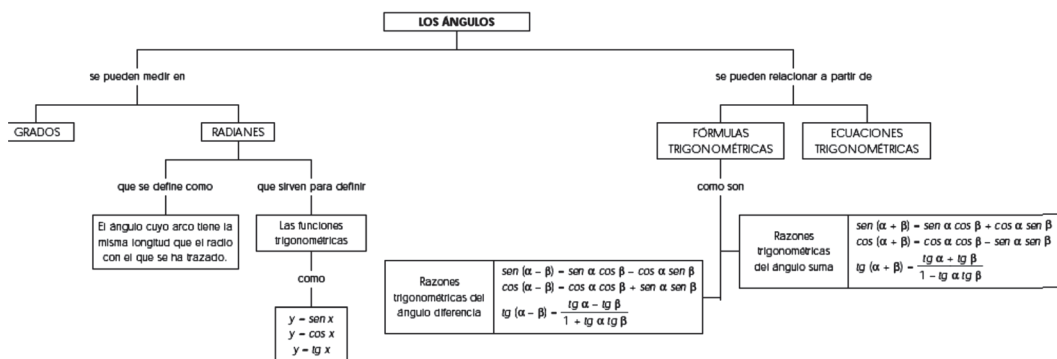 LOS ÁNGULOS
se pueden medir en
se pueden relacionar a partir de
GRADOS
RADIANES
FÓRMULAS
TRIGONOMÉTRICAS
ECUACIONES
TRIGONOMÉTRICAS
que se define como
que sirven para definir
como son
El ángulo cuyo arco tiene la
misma longitud que el radio
con el que se ha trazado.
Las funciones
trigonométricas
como
y = sen x
y = cos x
y = tg x
Razones
trigonométricas del
ángulo diferencia
sen (α – β) = sen α cos β – cos α sen β
cos (α – β) = cos α cos β + sen α sen β
tg (α – β) = (tg α – tg β) / (1 + tg α tg β)
Razones
trigonométricas
del ángulo suma
sen (α + β) = sen α cos β + cos α sen β
cos (α + β) = cos α cos β – sen α sen β
tg (α + β) = (tg α + tg β) / (1 – tg α tg β)